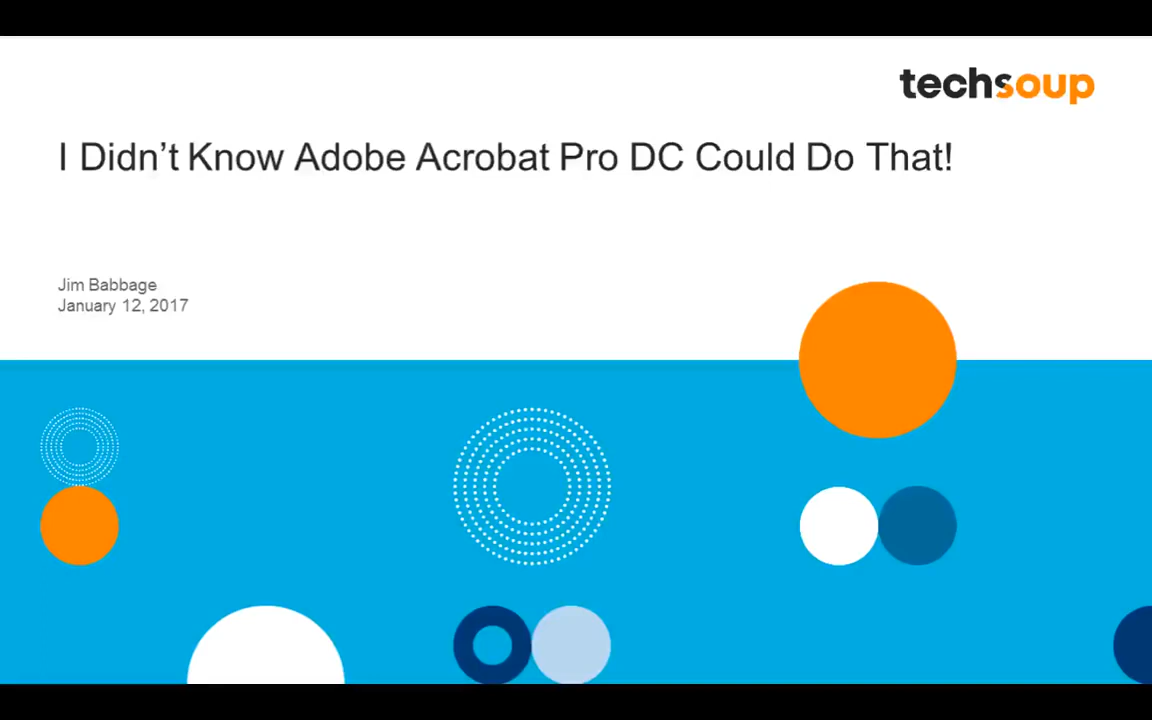 techsoup
I Didn’t Know Adobe Acrobat Pro DC Could Do That!
Jim Babbage
January 12, 2017